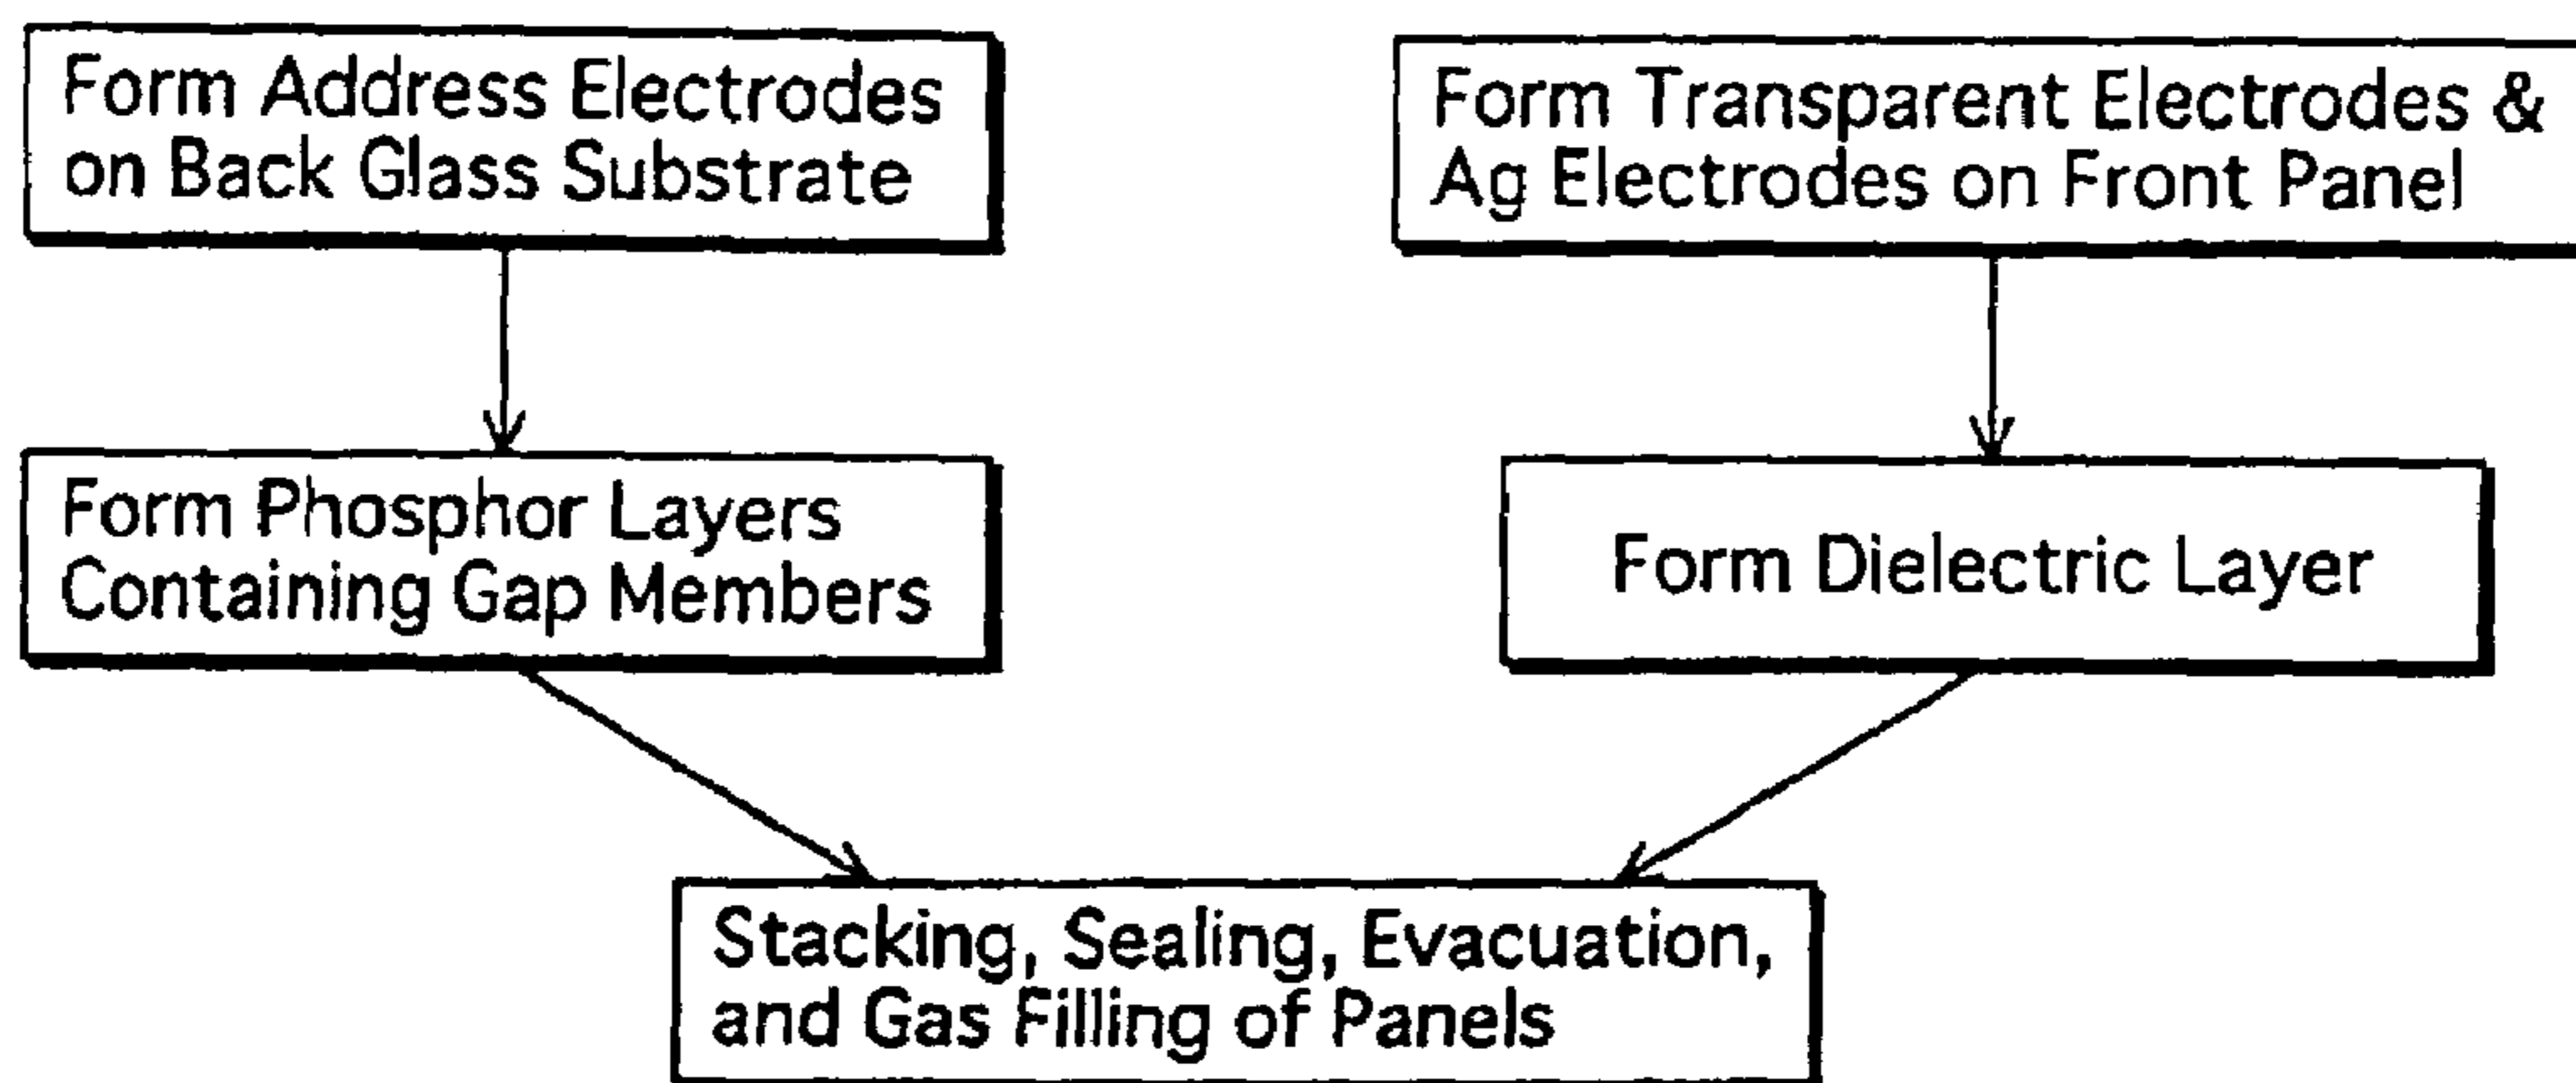 Form Address Electrodes
on Back Glass Substrate
Form Transparent Electrodes &
Ag Electrodes on Front Panel
Form Phosphor Layers
Containing Gap Members
Form Dielectric Layer
Stacking, Sealing, Evacuation,
and Gas Filling of Panels